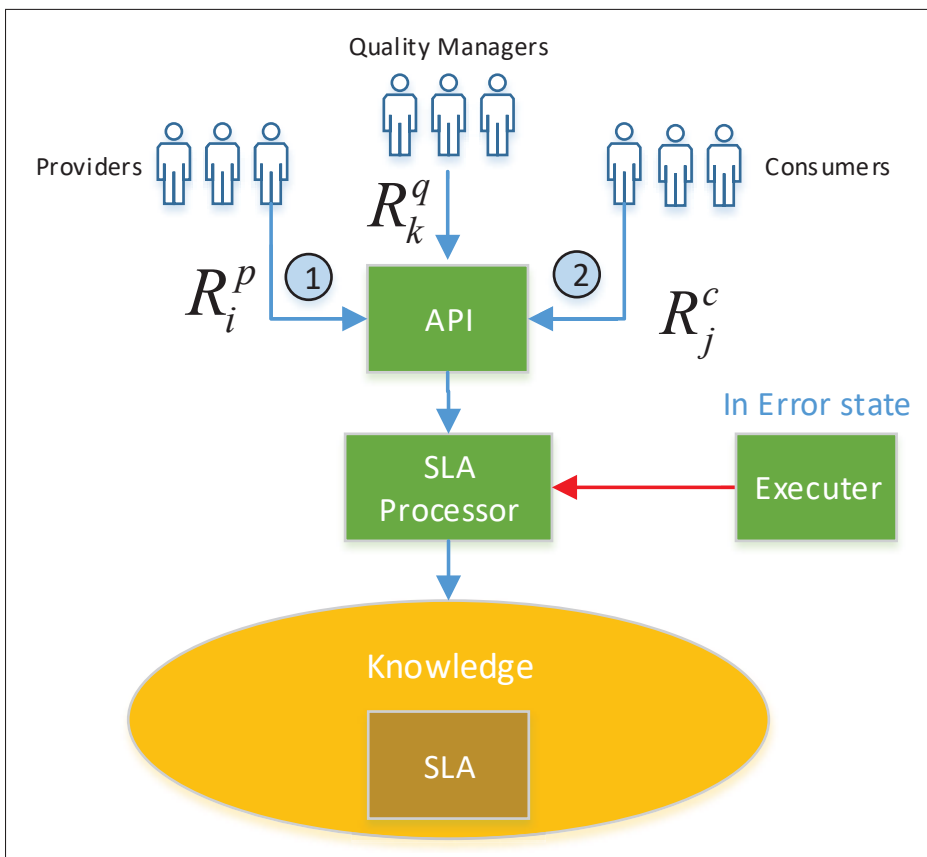 Quality Managers
Providers
Consumers
R_k^q
1
2
R_i^p
R_j^c
API
In Error state
SLA
Processor
Executer
Knowledge
SLA